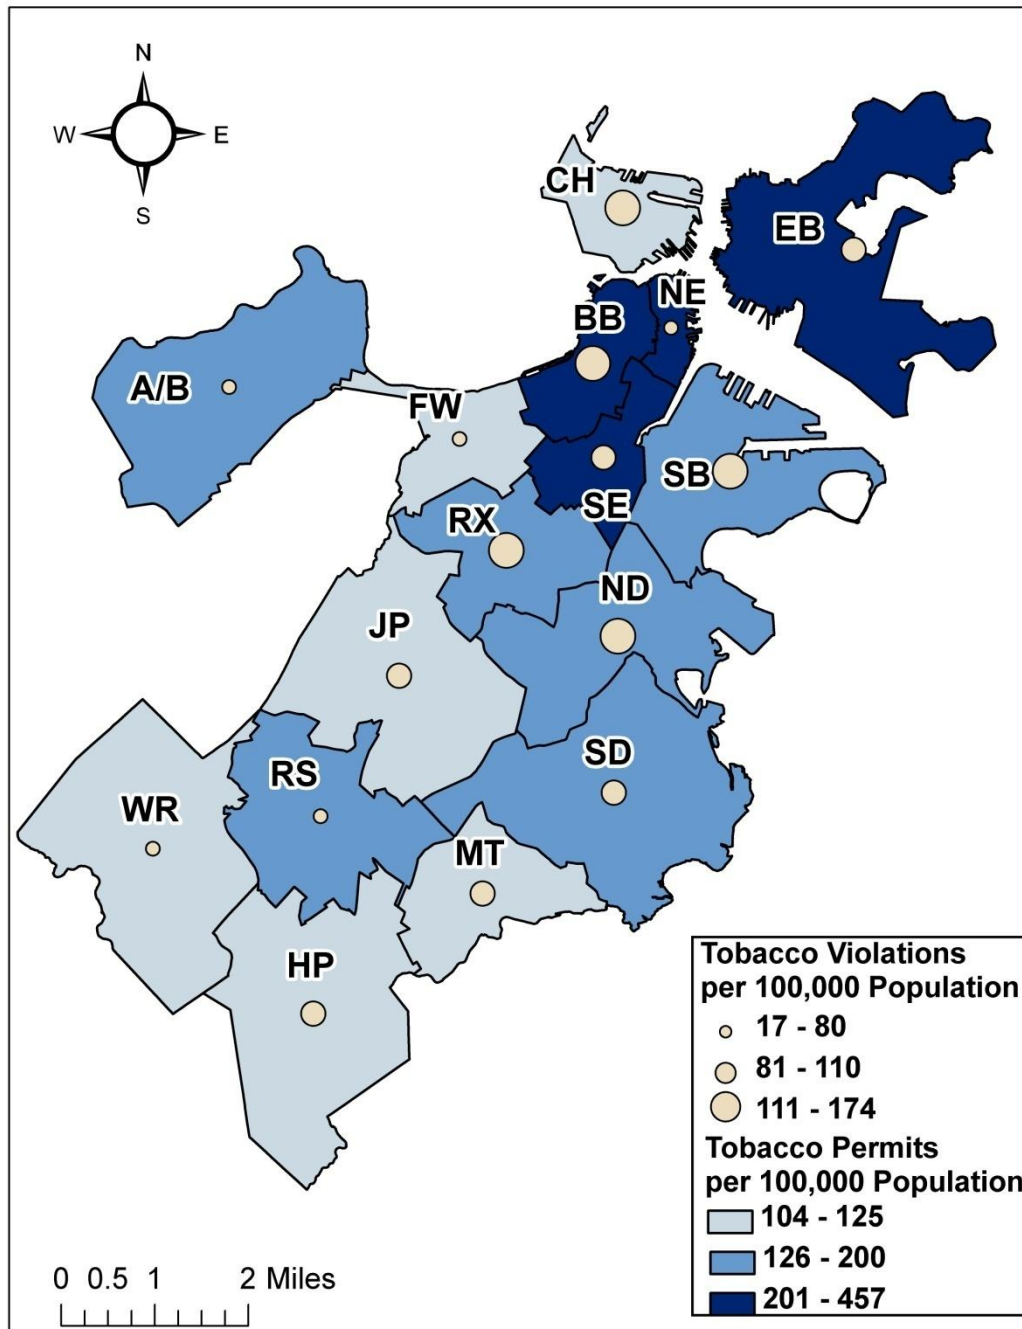 N
W E
S
CH
EB
NE
BB
A/B
FW
SB
SE
RX
ND
JP
SD
RS
WR
MT
HP
Tobacco Violations
per 100,000 Population
17 - 80
81 - 110
111 - 174
Tobacco Permits
per 100,000 Population
104 - 125
126 - 200
201 - 457
0 0.5 1 2 Miles